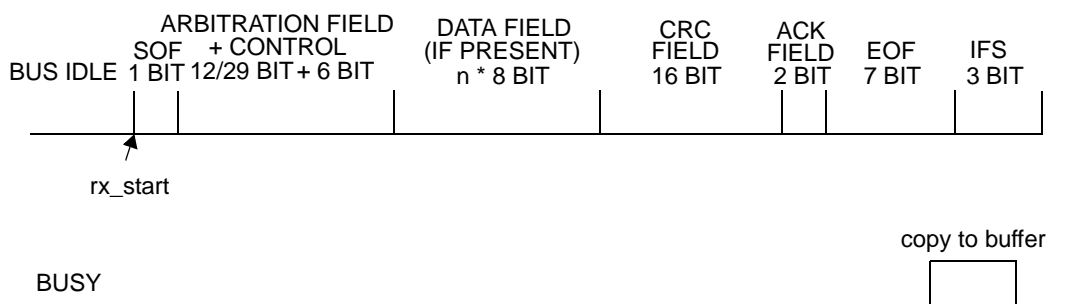 ARBITRATION FIELD
+ CONTROL
12/29 BIT + 6 BIT
BUS IDLE
SOF
1 BIT
DATA FIELD
(IF PRESENT)
n * 8 BIT
CRC
FIELD
16 BIT
ACK
FIELD
2 BIT
EOF
7 BIT
IFS
3 BIT
rx_start
copy to buffer
BUSY